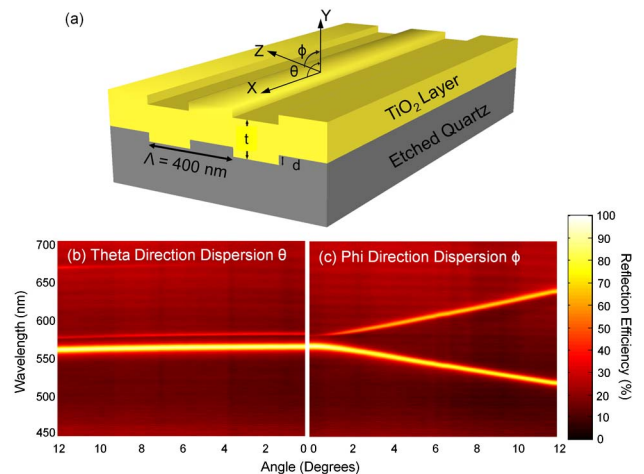 (a)
Y
Z
ϕ
θ
X
TiO₂ Layer
Etched Quartz
t
d
Λ = 400 nm
(b) Theta Direction Dispersion θ
(c) Phi Direction Dispersion ϕ
Wavelength (nm)
700
650
600
550
500
450
12 10 8 6 4 2 0
0 2 4 6 8 10 12
Angle (Degrees)
100
90
80
70
60
50
40
30
20
10
0
Reflection Efficiency (%)